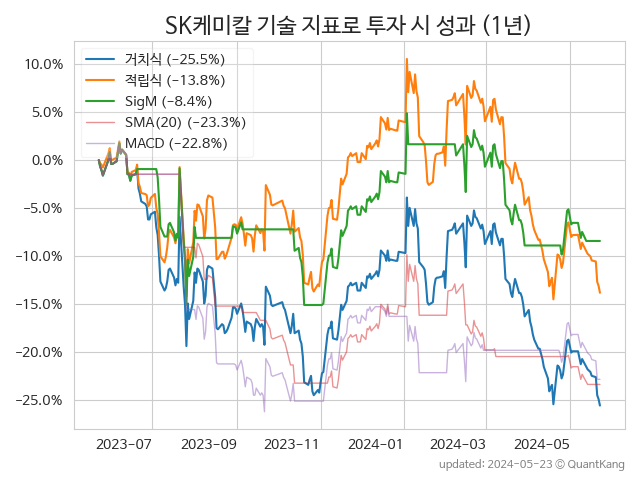 SK케미칼 기술 지표로 투자 시 성과 (1년)
거치식 (−25.5%)
적립식 (−13.8%)
SigM (−8.4%)
SMA(20) (−23.3%)
MACD (−22.8%)
10.0%
5.0%
0.0%
−5.0%
−10.0%
−15.0%
−20.0%
−25.0%
2023-07 2023-09 2023-11 2024-01 2024-03 2024-05
updated: 2024-05-23 ⓒ QuantKang